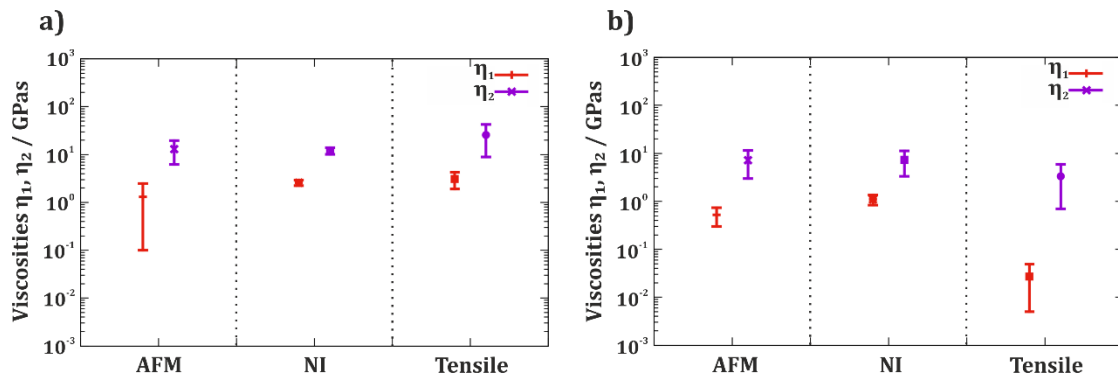 a)
Viscosities η₁, η₂ / GPas
10³
10²
10¹
10⁰
10⁻¹
10⁻²
10⁻³
η₁
η₂
AFM NI Tensile
b)
Viscosities η₁, η₂ / GPas
10³
10²
10¹
10⁰
10⁻¹
10⁻²
10⁻³
η₁
η₂
AFM NI Tensile